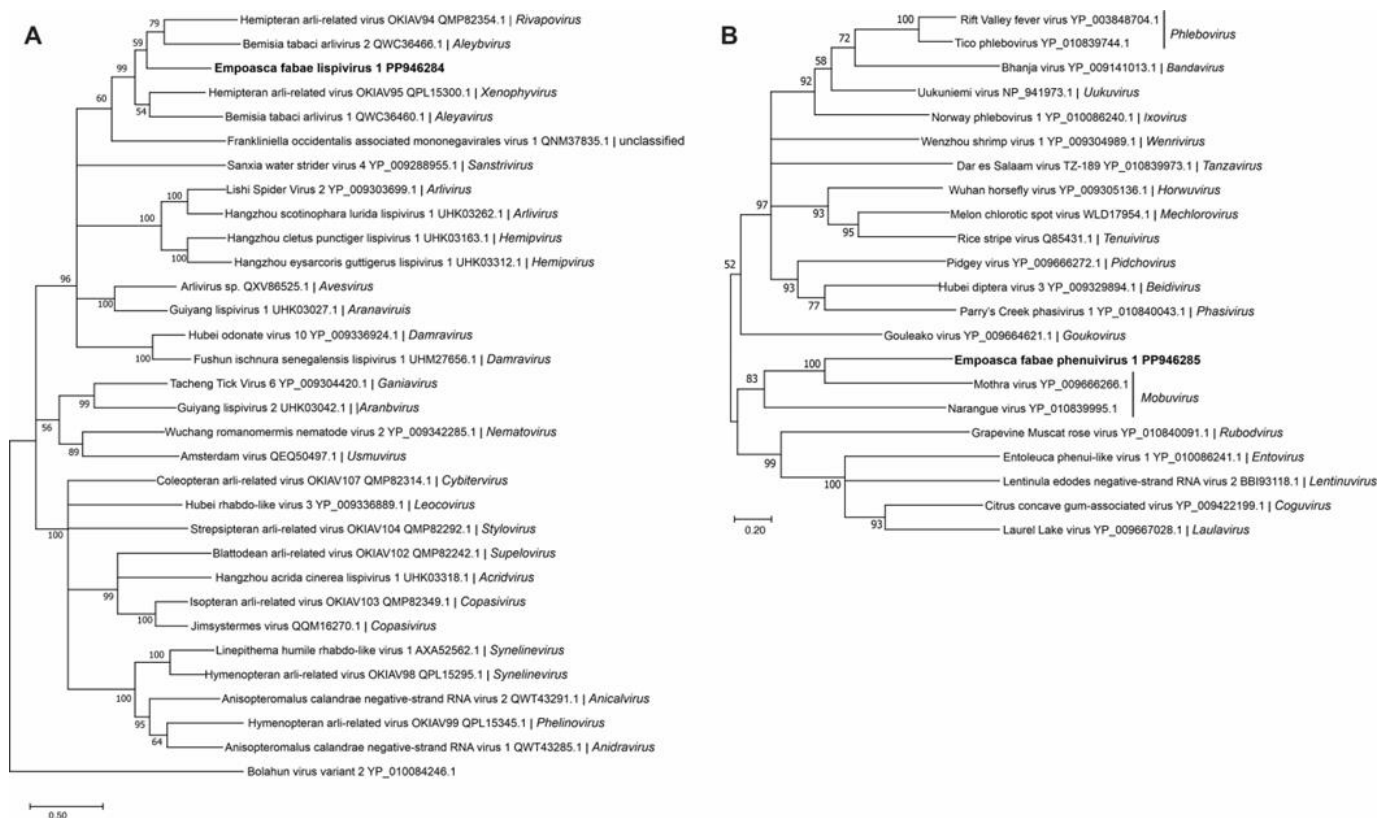 A
Hemipteran arli-related virus OKIAV94 QMP82354.1 | Rivapovirus
79
59
Bemisia tabaci arlivirus 2 QWC36466.1 | Aleybvirus
99
Empoasca fabae lispivirus 1 PP946284
60
Hemipteran arli-related virus OKIAV95 QPL15300.1 | Xenophyvirus
54
Bemisia tabaci arlivirus 1 QWC36460.1 | Aleyavirus
Frankliniella occidentalis associated mononegavirales virus 1 QNM37835.1 | unclassified
Sanxia water strider virus 4 YP_009288955.1 | Sanstrivirus
Lishi Spider Virus 2 YP_009303699.1 | Arlivirus
100
Hangzhou scotinophara lurida lispivirus 1 UHK03262.1 | Arlivirus
100
Hangzhou cletus punctiger lispivirus 1 UHK03163.1 | Hemipvirus
100
Hangzhou eysarcoris guttigerus lispivirus 1 UHK03312.1 | Hemipvirus
96
Arlivirus sp. QXV86525.1 | Avesvirus
100
Guiyang lispivirus 1 UHK03027.1 | Aranaviruis
Hubei odonate virus 10 YP_009336924.1 | Damravirus
100
Fushun ischnura senegalensis lispivirus 1 UHM27656.1 | Damravirus
Tacheng Tick Virus 6 YP_009304420.1 | Ganiavirus
99
Guiyang lispivirus 2 UHK03042.1 | |Aranbvirus
56
Wuchang romanomermis nematode virus 2 YP_009342285.1 | Nematovirus
89
Amsterdam virus QEQ50497.1 | Usmuvirus
Coleopteran arli-related virus OKIAV107 QMP82314.1 | Cybitervirus
Hubei rhabdo-like virus 3 YP_009336889.1 | Leocovirus
100
Strepsipteran arli-related virus OKIAV104 QMP82292.1 | Stylovirus
Blattodean arli-related virus OKIAV102 QMP82242.1 | Supelovirus
Hangzhou acrida cinerea lispivirus 1 UHK03318.1 | Acridvirus
99
Isopteran arli-related virus OKIAV103 QMP82349.1 | Copasivirus
100
Jimsystermes virus QQM16270.1 | Copasivirus
Linepithema humile rhabdo-like virus 1 AXA52562.1 | Synelinevirus
100
Hymenopteran arli-related virus OKIAV98 QPL15295.1 | Synelinevirus
100
Anisopteromalus calandrae negative-strand RNA virus 2 QWT43291.1 | Anicalvirus
95
Hymenopteran arli-related virus OKIAV99 QPL15345.1 | Phelinovirus
64
Anisopteromalus calandrae negative-strand RNA virus 1 QWT43285.1 | Anidravirus
Bolahun virus variant 2 YP_010084246.1
0.50
B
Rift Valley fever virus YP_003848704.1
100
Phlebovirus
72
Tico phlebovirus YP_010839744.1
58
Bhanja virus YP_009141013.1 | Bandavirus
92
Uukuniemi virus NP_941973.1 | Uukuvirus
Norway phlebovirus 1 YP_010086240.1 | Ixovirus
Wenzhou shrimp virus 1 YP_009304989.1 | Wenrivirus
Dar es Salaam virus TZ-189 YP_010839973.1 | Tanzavirus
Wuhan horsefly virus YP_009305136.1 | Horwuvirus
97
93
Melon chlorotic spot virus WLD17954.1 | Mechlorovirus
95
Rice stripe virus Q85431.1 | Tenuivirus
52
Pidgey virus YP_009666272.1 | Pidchovirus
93
Hubei diptera virus 3 YP_009329894.1 | Beidivirus
77
Parry's Creek phasivirus 1 YP_010840043.1 | Phasivirus
Gouleako virus YP_009664621.1 | Goukovirus
Empoasca fabae phenuivirus 1 PP946285
100
83
Mothra virus YP_009666266.1
Mobuvirus
Narangue virus YP_010839995.1
Grapevine Muscat rose virus YP_010840091.1 | Rubodvirus
99
Entoleuca phenui-like virus 1 YP_010086241.1 | Entovirus
100
Lentinula edodes negative-strand RNA virus 2 BBI93118.1 | Lentinuvirus
Citrus concave gum-associated virus YP_009422199.1 | Coguvirus
93
Laurel Lake virus YP_009667028.1 | Laulavirus
0.20